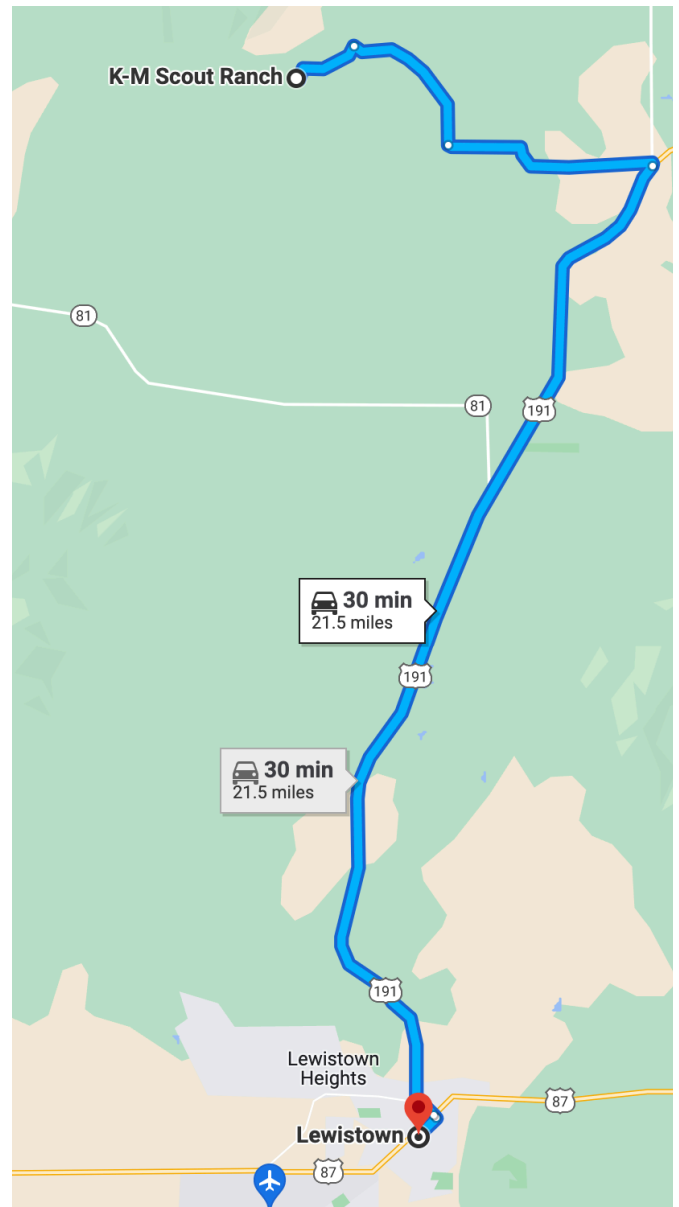 K-M Scout Ranch
81
81
191
30 min
21.5 miles
191
30 min
21.5 miles
191
Lewistown
Heights
87
Lewistown
87